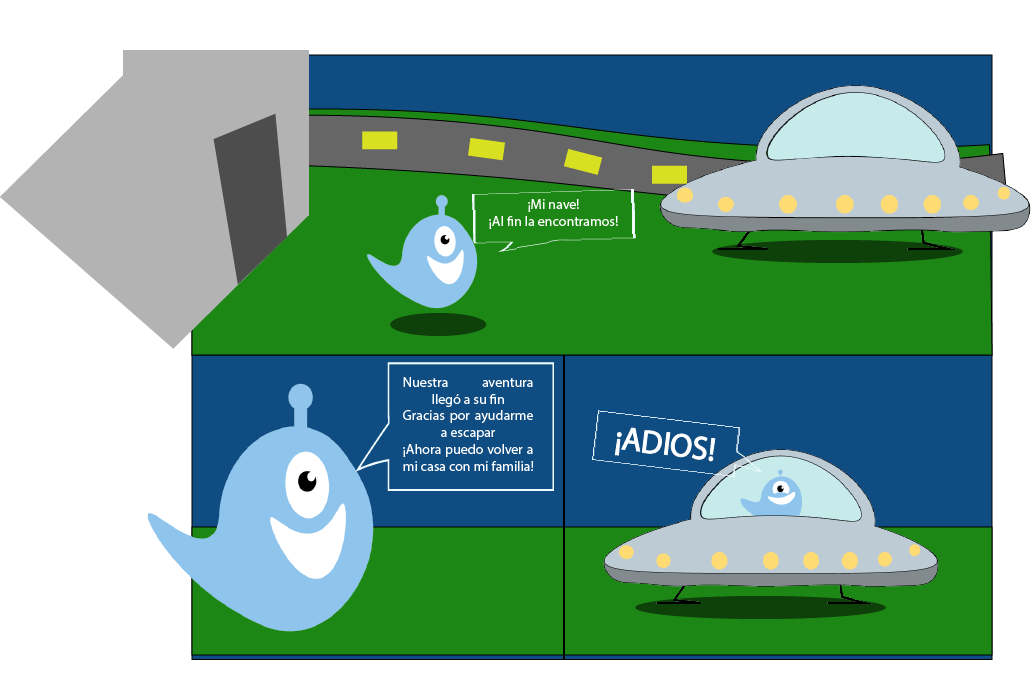 ¡Mi nave!
¡Al fin la encontramos!
Nuestra aventura
llegó a su fin
Gracias por ayudarme
a escapar
¡Ahora puedo volver a
mi casa con mi familia!
¡ADIOS!